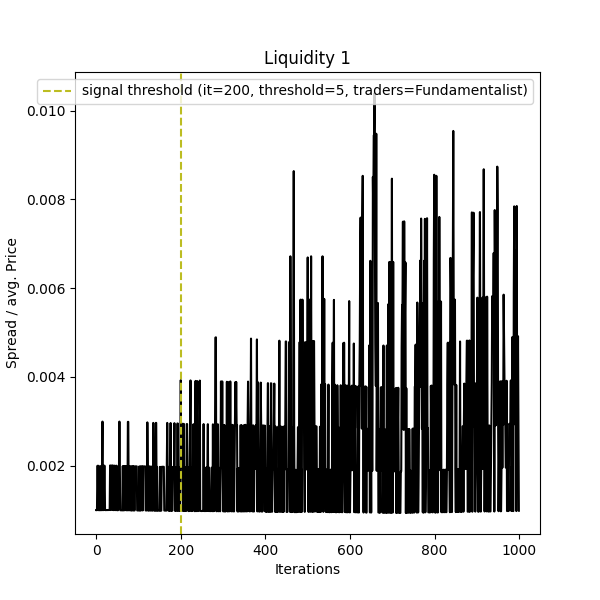 Liquidity 1
signal threshold (it=200, threshold=5, traders=Fundamentalist)
0.010
0.008
0.006
0.004
0.002
Spread / avg. Price
0 200 400 600 800 1000
Iterations